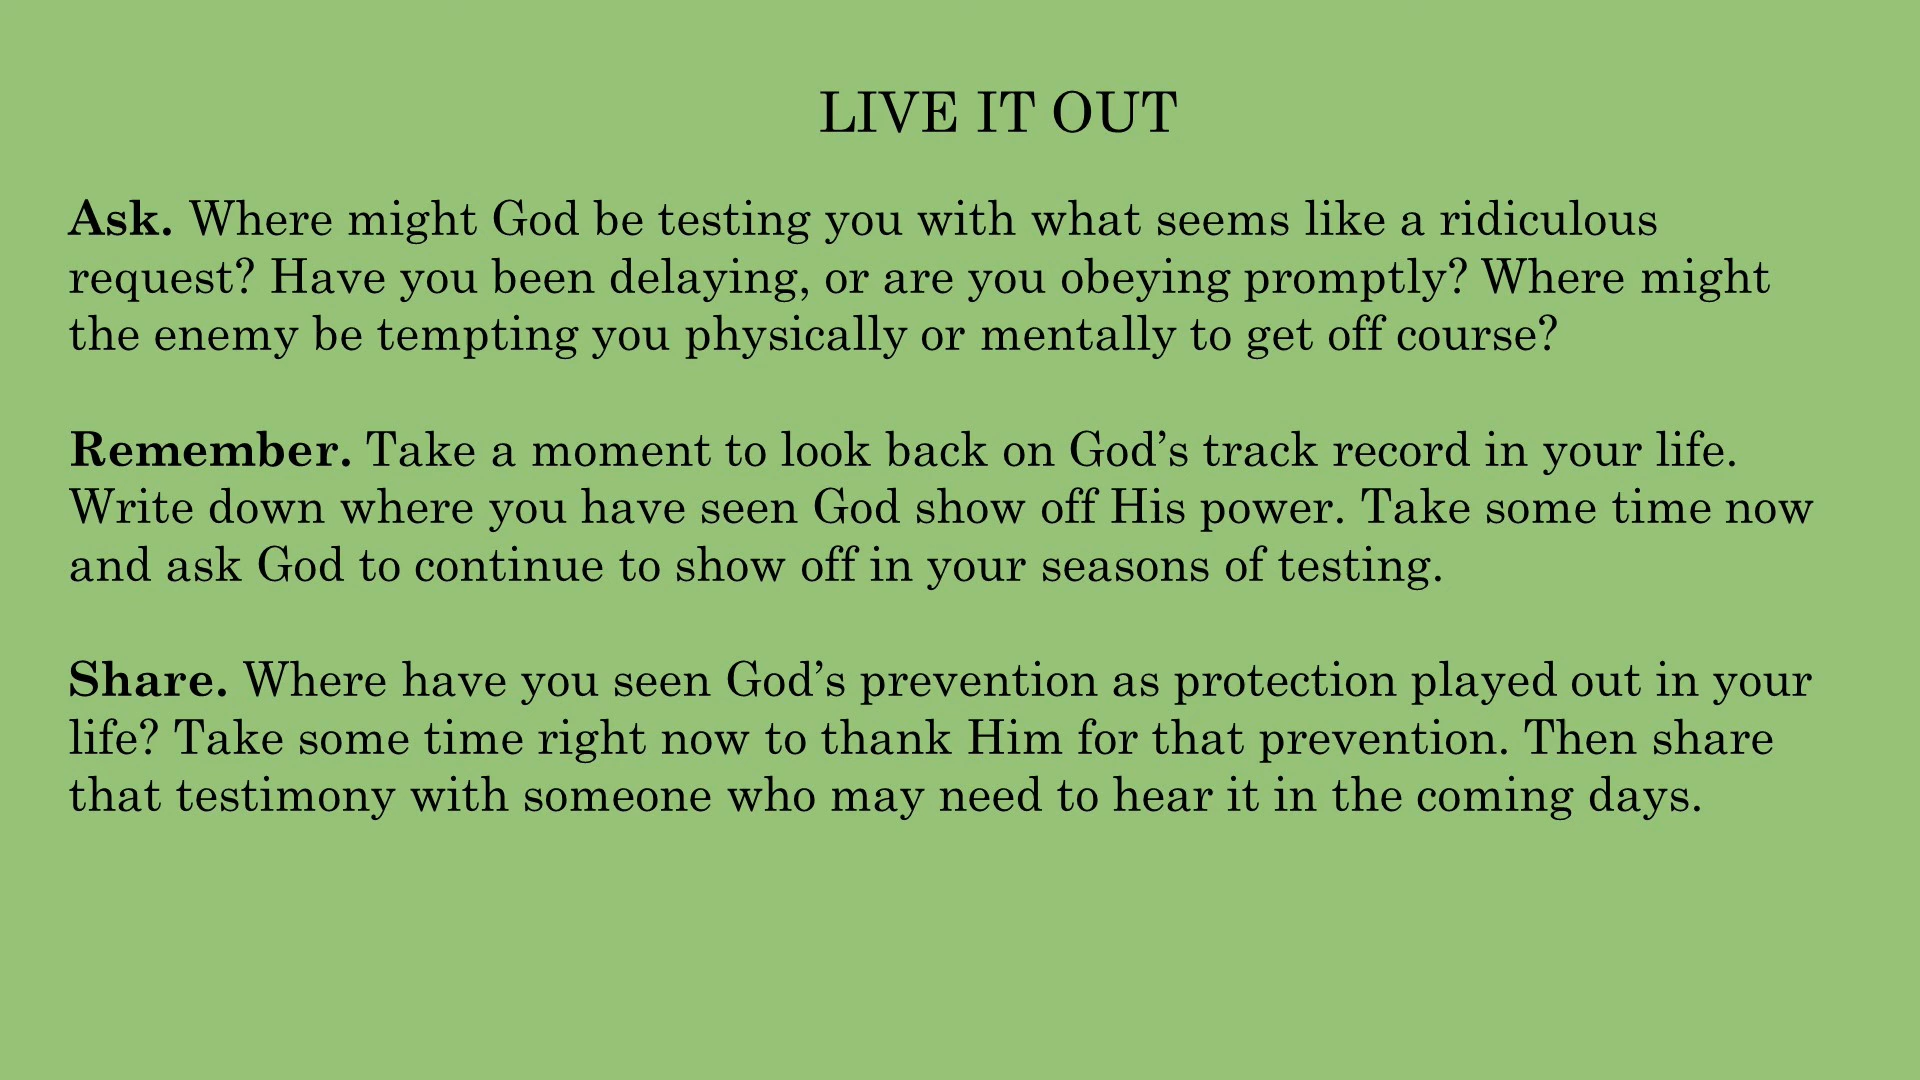 LIVE IT OUT
Ask. Where might God be testing you with what seems like a ridiculous
request? Have you been delaying, or are you obeying promptly? Where might
the enemy be tempting you physically or mentally to get off course?
Remember. Take a moment to look back on God’s track record in your life.
Write down where you have seen God show off His power. Take some time now
and ask God to continue to show off in your seasons of testing.
Share. Where have you seen God’s prevention as protection played out in your
life? Take some time right now to thank Him for that prevention. Then share
that testimony with someone who may need to hear it in the coming days.